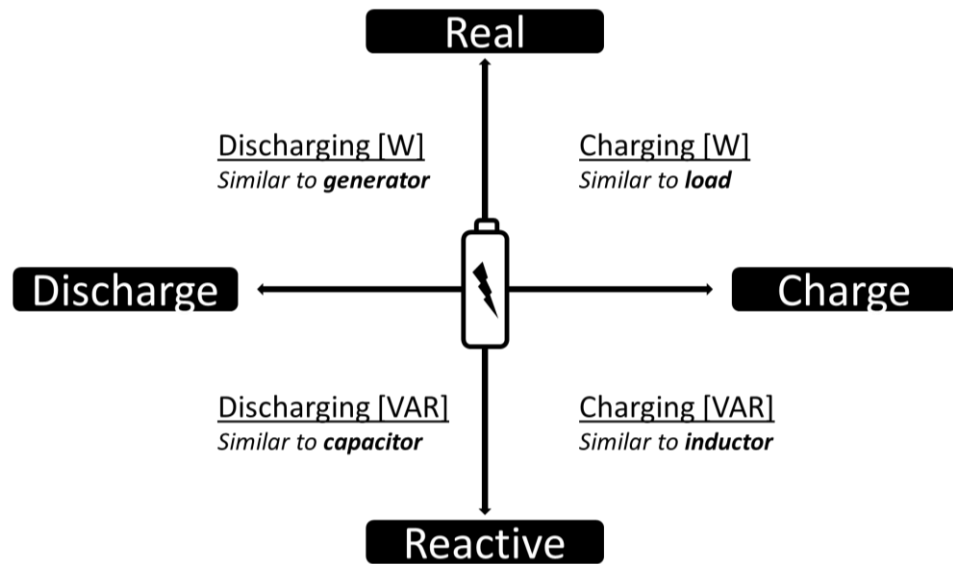 Real
Discharging [W]
Similar to generator
Charging [W]
Similar to load
Discharge
Charge
Discharging [VAR]
Similar to capacitor
Charging [VAR]
Similar to inductor
Reactive